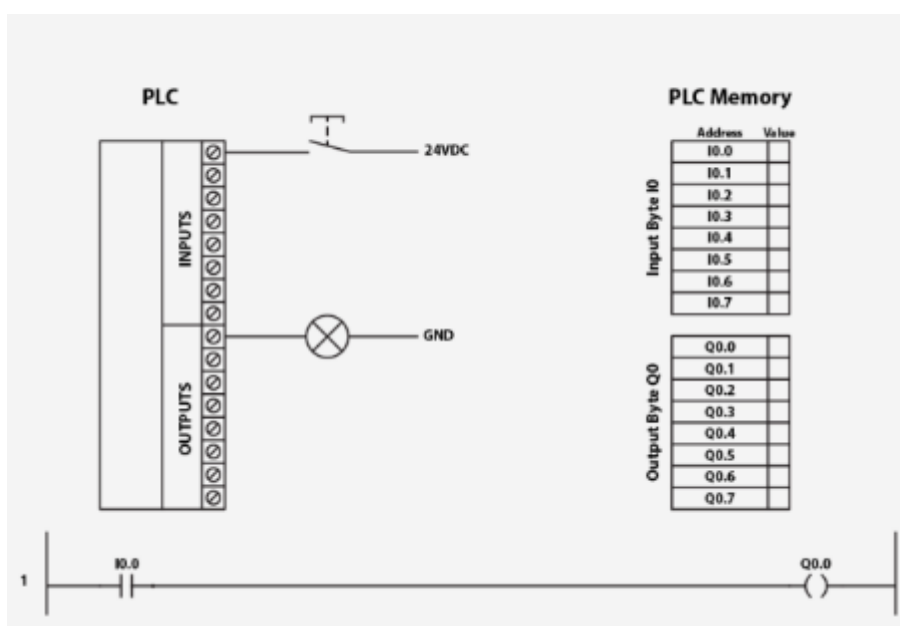 PLC
PLC Memory
24VDC
Address Value
I0.0
I0.1
I0.2
I0.3
I0.4
I0.5
I0.6
I0.7
Input Byte I0
INPUTS
GND
Q0.0
Q0.1
Q0.2
Q0.3
Q0.4
Q0.5
Q0.6
Q0.7
Output Byte Q0
OUTPUTS
I0.0
Q0.0
1